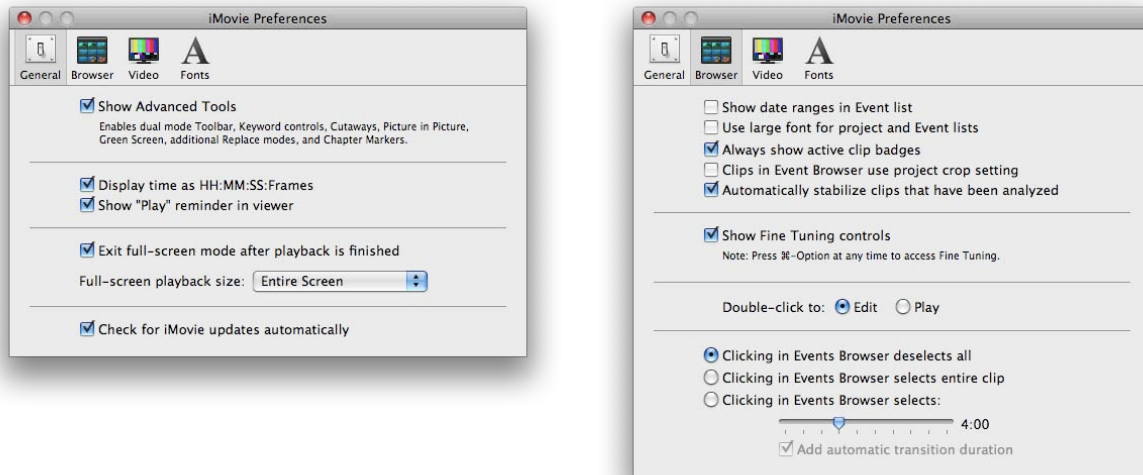 iMovie Preferences
General Browser Video Fonts
Show Advanced Tools
Enables dual mode Toolbar, Keyword controls, Cutaways, Picture in Picture,
Green Screen, additional Replace modes, and Chapter Markers.
Display time as HH:MM:SS:Frames
Show "Play" reminder in viewer
Exit full-screen mode after playback is finished
Full-screen playback size: Entire Screen
Check for iMovie updates automatically
iMovie Preferences
General Browser Video Fonts
Show date ranges in Event list
Use large font for project and Event lists
Always show active clip badges
Clips in Event Browser use project crop setting
Automatically stabilize clips that have been analyzed
Show Fine Tuning controls
Note: Press ⌘-Option at any time to access Fine Tuning.
Double-click to: Edit Play
Clicking in Events Browser deselects all
Clicking in Events Browser selects entire clip
Clicking in Events Browser selects:
4:00
Add automatic transition duration